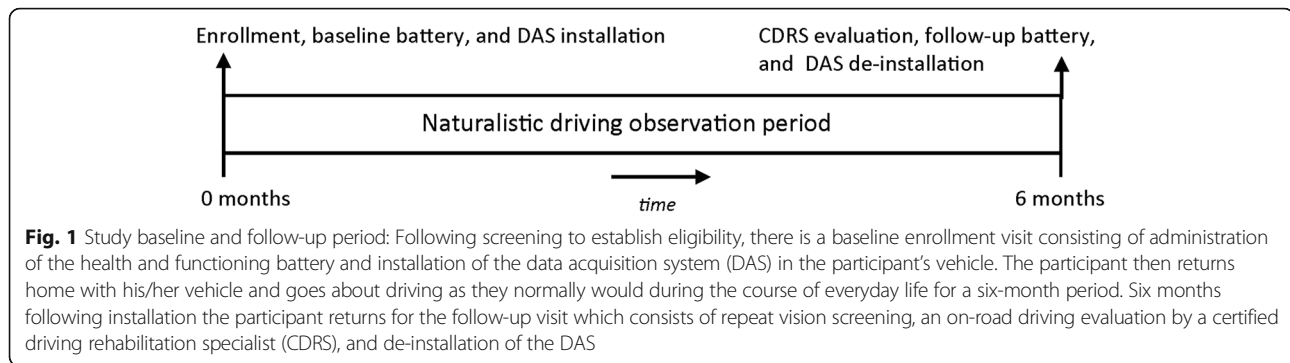 Enrollment, baseline battery, and DAS installation
CDRS evaluation, follow-up battery,
and DAS de-installation
Naturalistic driving observation period
0 months
time
6 months
Fig. 1 Study baseline and follow-up period: Following screening to establish eligibility, there is a baseline enrollment visit consisting of administration
of the health and functioning battery and installation of the data acquisition system (DAS) in the participant's vehicle. The participant then returns
home with his/her vehicle and goes about driving as they normally would during the course of everyday life for a six-month period. Six months
following installation the participant returns for the follow-up visit which consists of repeat vision screening, an on-road driving evaluation by a certified
driving rehabilitation specialist (CDRS), and de-installation of the DAS